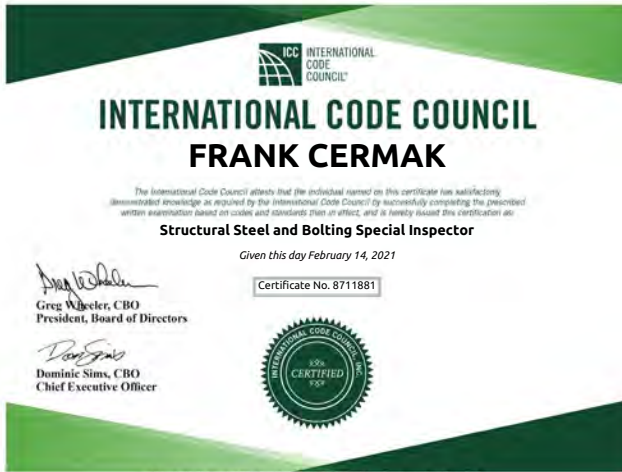 ICC INTERNATIONAL
CODE
COUNCIL®
INTERNATIONAL CODE COUNCIL
FRANK CERMAK
The International Code Council attests that the individual named on this certificate has satisfactorily
demonstrated knowledge as required by the International Code Council by successfully completing the prescribed
written examination based on codes and standards then in effect, and is hereby issued this certification as:
Structural Steel and Bolting Special Inspector
Given this day February 14, 2021
Certificate No. 8711881
Greg Wheeler
Greg Wheeler, CBO
President, Board of Directors
Dominic Sims, CBO
Chief Executive Officer
INTERNATIONAL CODE COUNCIL, INC.
CERTIFIED